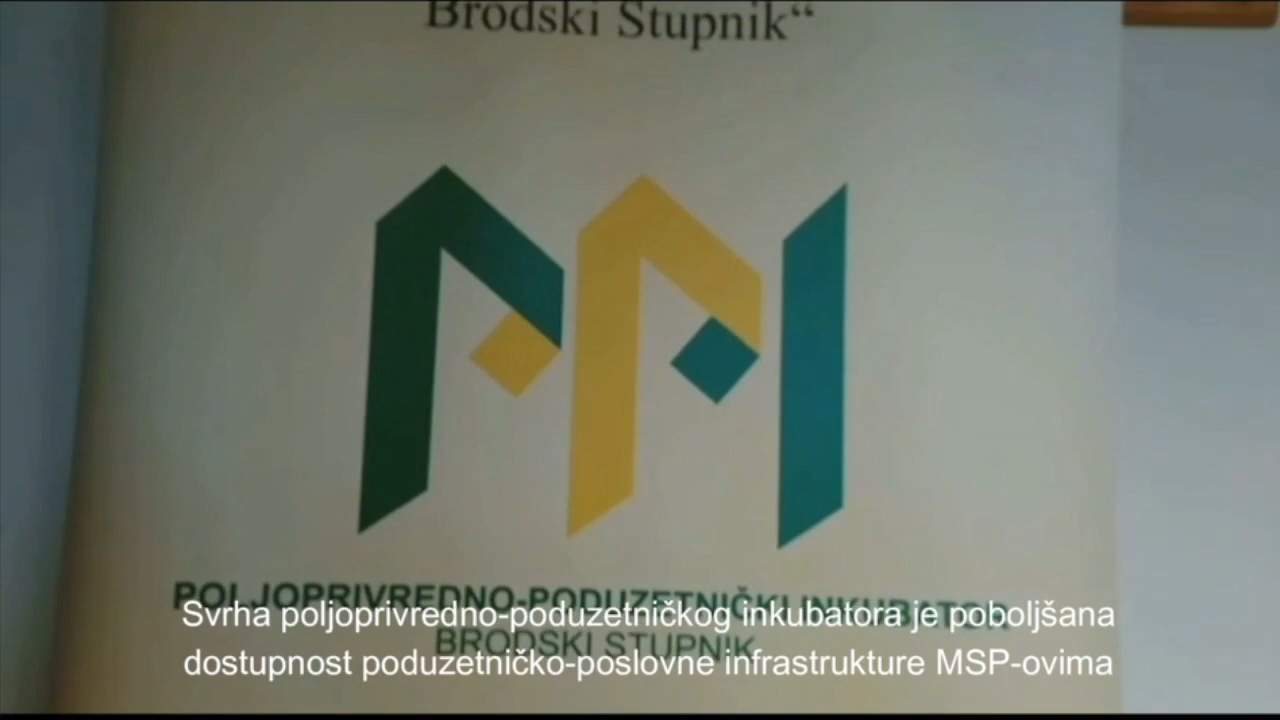 Brodski Stupnik“
POLJOPRIVREDNO-PODUZETNIČKI INKUBATOR
BRODSKI STUPNIK
Svrha poljoprivredno-poduzetničkog inkubatora je poboljšana
dostupnost poduzetničko-poslovne infrastrukture MSP-ovima